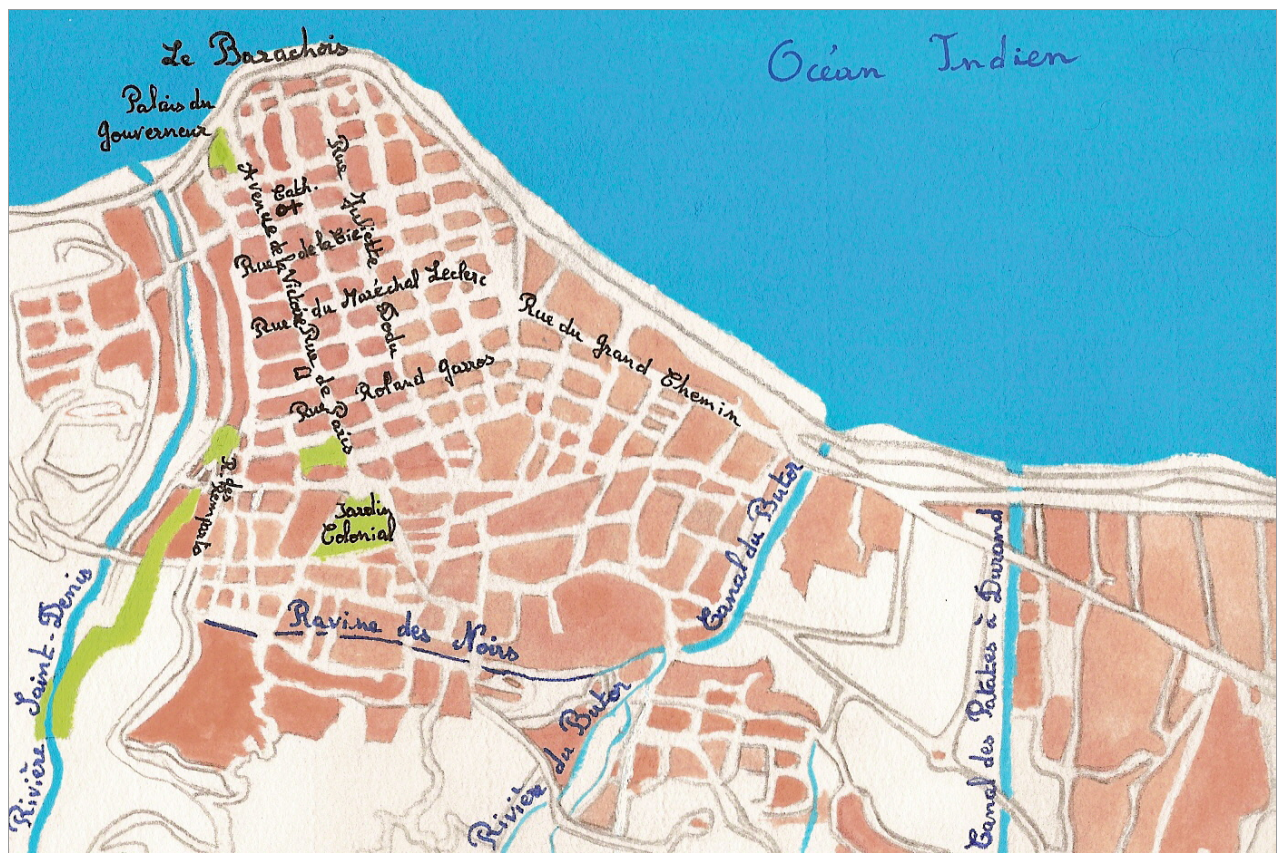 Le Barachois
Océan Indien
Palais du
Gouverneur
Rue Juliette Dodu
Cath.
Avenue de la Victoire
Rue de la Cie
Rue du Maréchal Leclerc
Rue du Grand Chemin
Rue de Paris
Rue Roland Garros
R. des
Remparts
Jardin
Colonial
Canal du Butor
Ravine des Noirs
Rivière Saint-Denis
Rivière du Butor
Canal des Patates à Durand